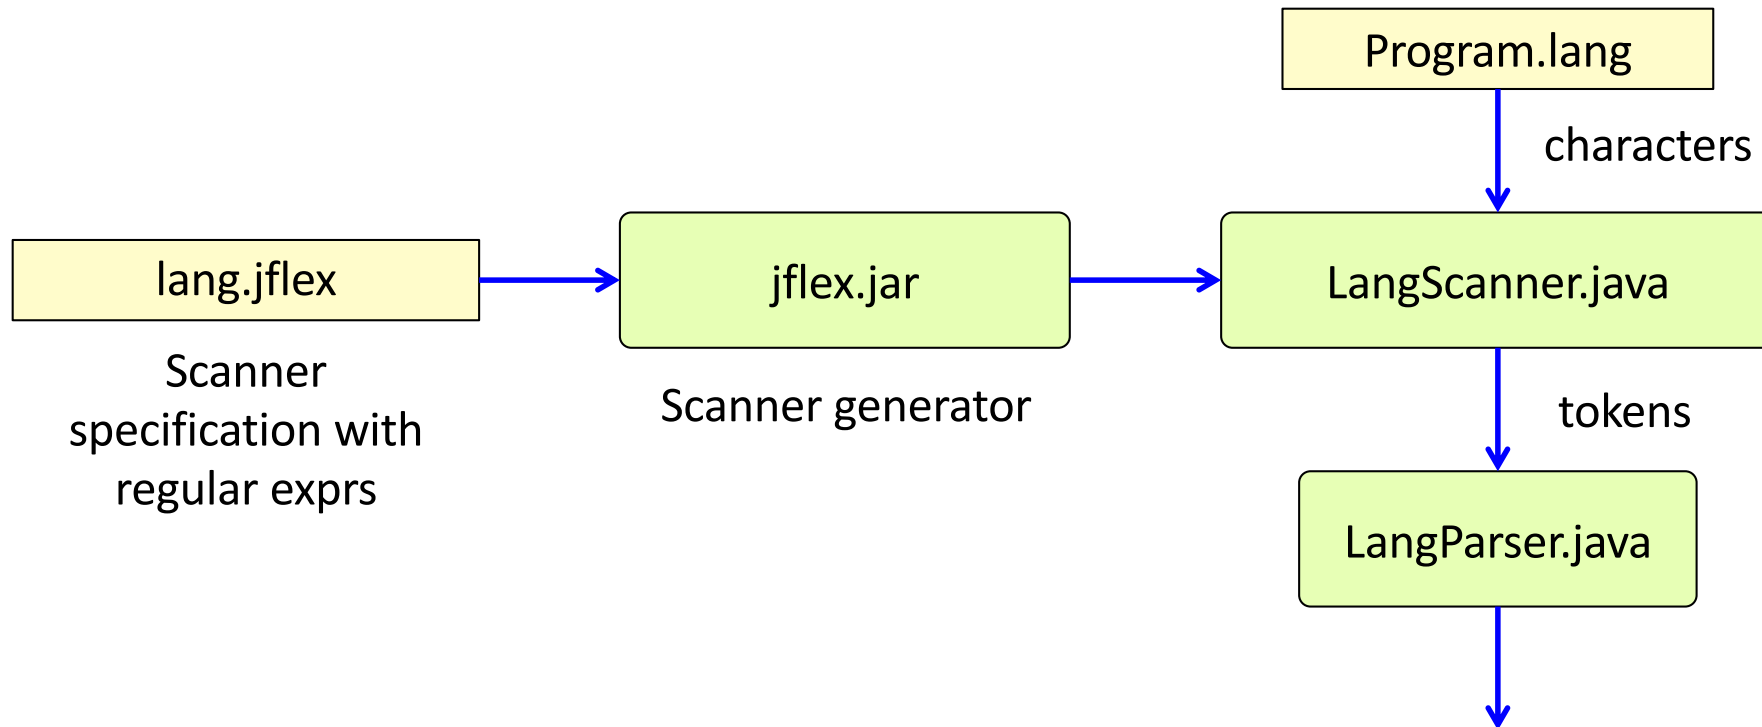 Program.lang
characters
lang.jflex
jflex.jar
LangScanner.java
Scanner
specification with
regular exprs
Scanner generator
tokens
LangParser.java